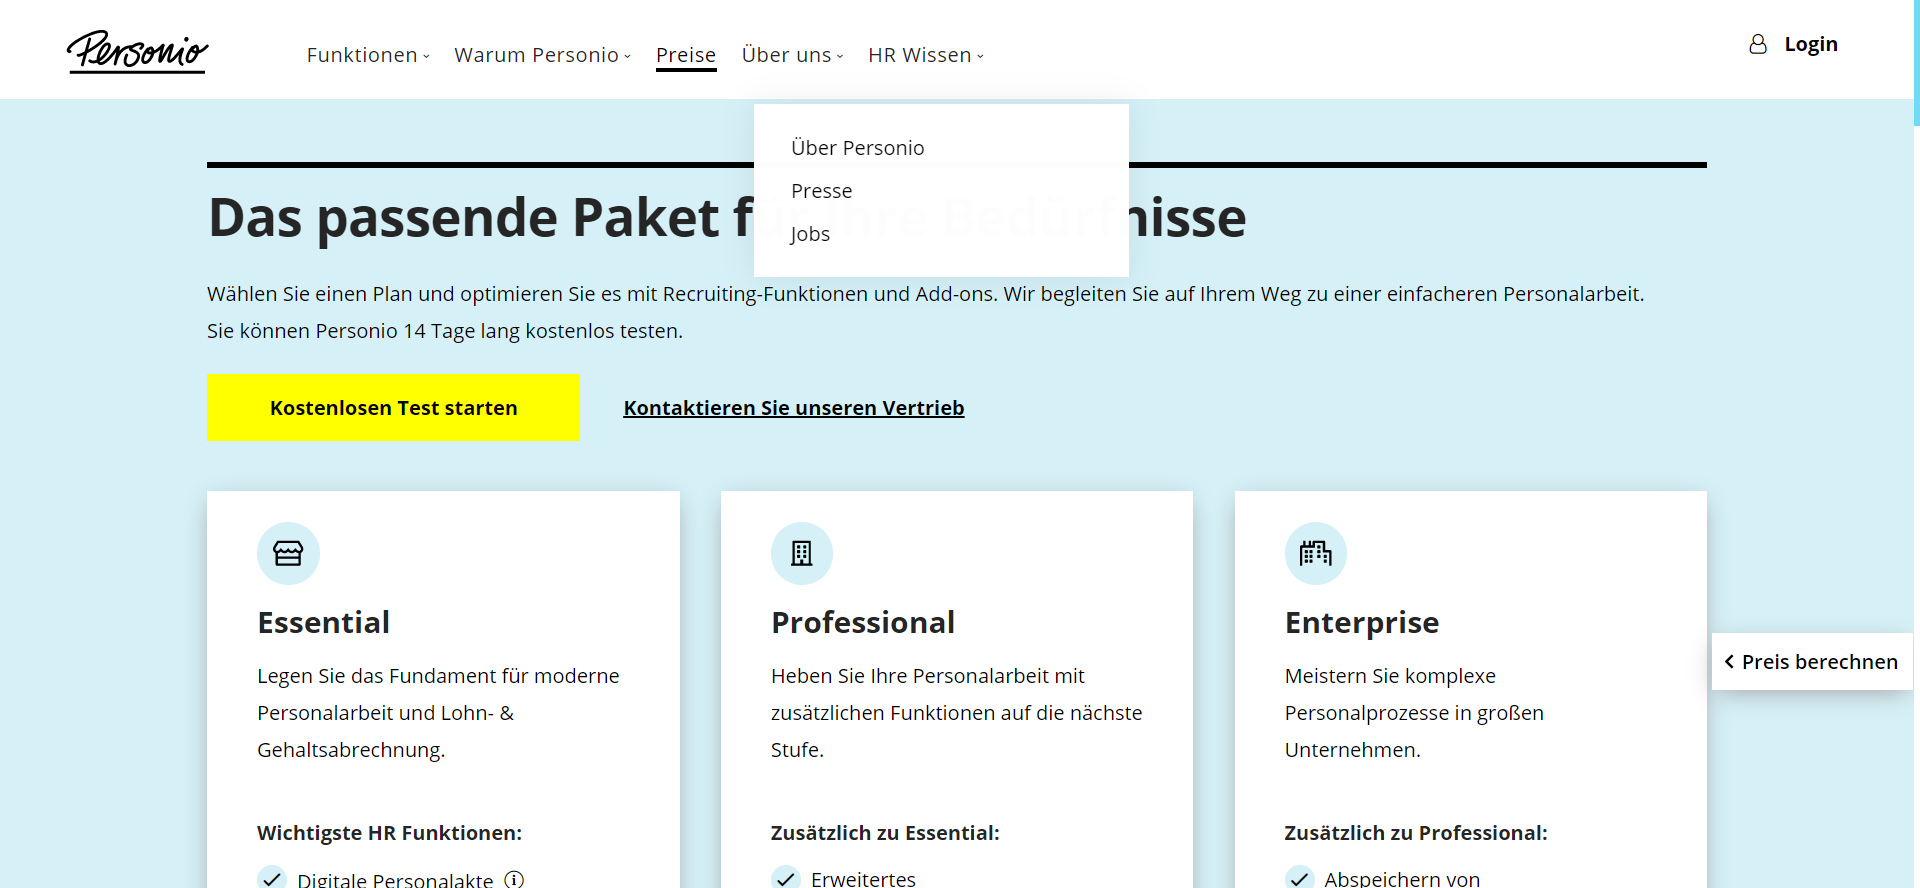 Personio
Funktionen
Warum Personio
Preise
Über uns
HR Wissen
Login
Über Personio
Presse
Jobs
Das passende Paket für Ihre Bedürfnisse
Wählen Sie einen Plan und optimieren Sie es mit Recruiting-Funktionen und Add-ons. Wir begleiten Sie auf Ihrem Weg zu einer einfacheren Personalarbeit.
Sie können Personio 14 Tage lang kostenlos testen.
Kostenlosen Test starten
Kontaktieren Sie unseren Vertrieb
Essential
Legen Sie das Fundament für moderne
Personalarbeit und Lohn- &
Gehaltsabrechnung.
Wichtigste HR Funktionen:
Digitale Personalakte
Professional
Heben Sie Ihre Personalarbeit mit
zusätzlichen Funktionen auf die nächste
Stufe.
Zusätzlich zu Essential:
Erweitertes
Enterprise
Meistern Sie komplexe
Personalprozesse in großen
Unternehmen.
Zusätzlich zu Professional:
Abspeichern von
Preis berechnen